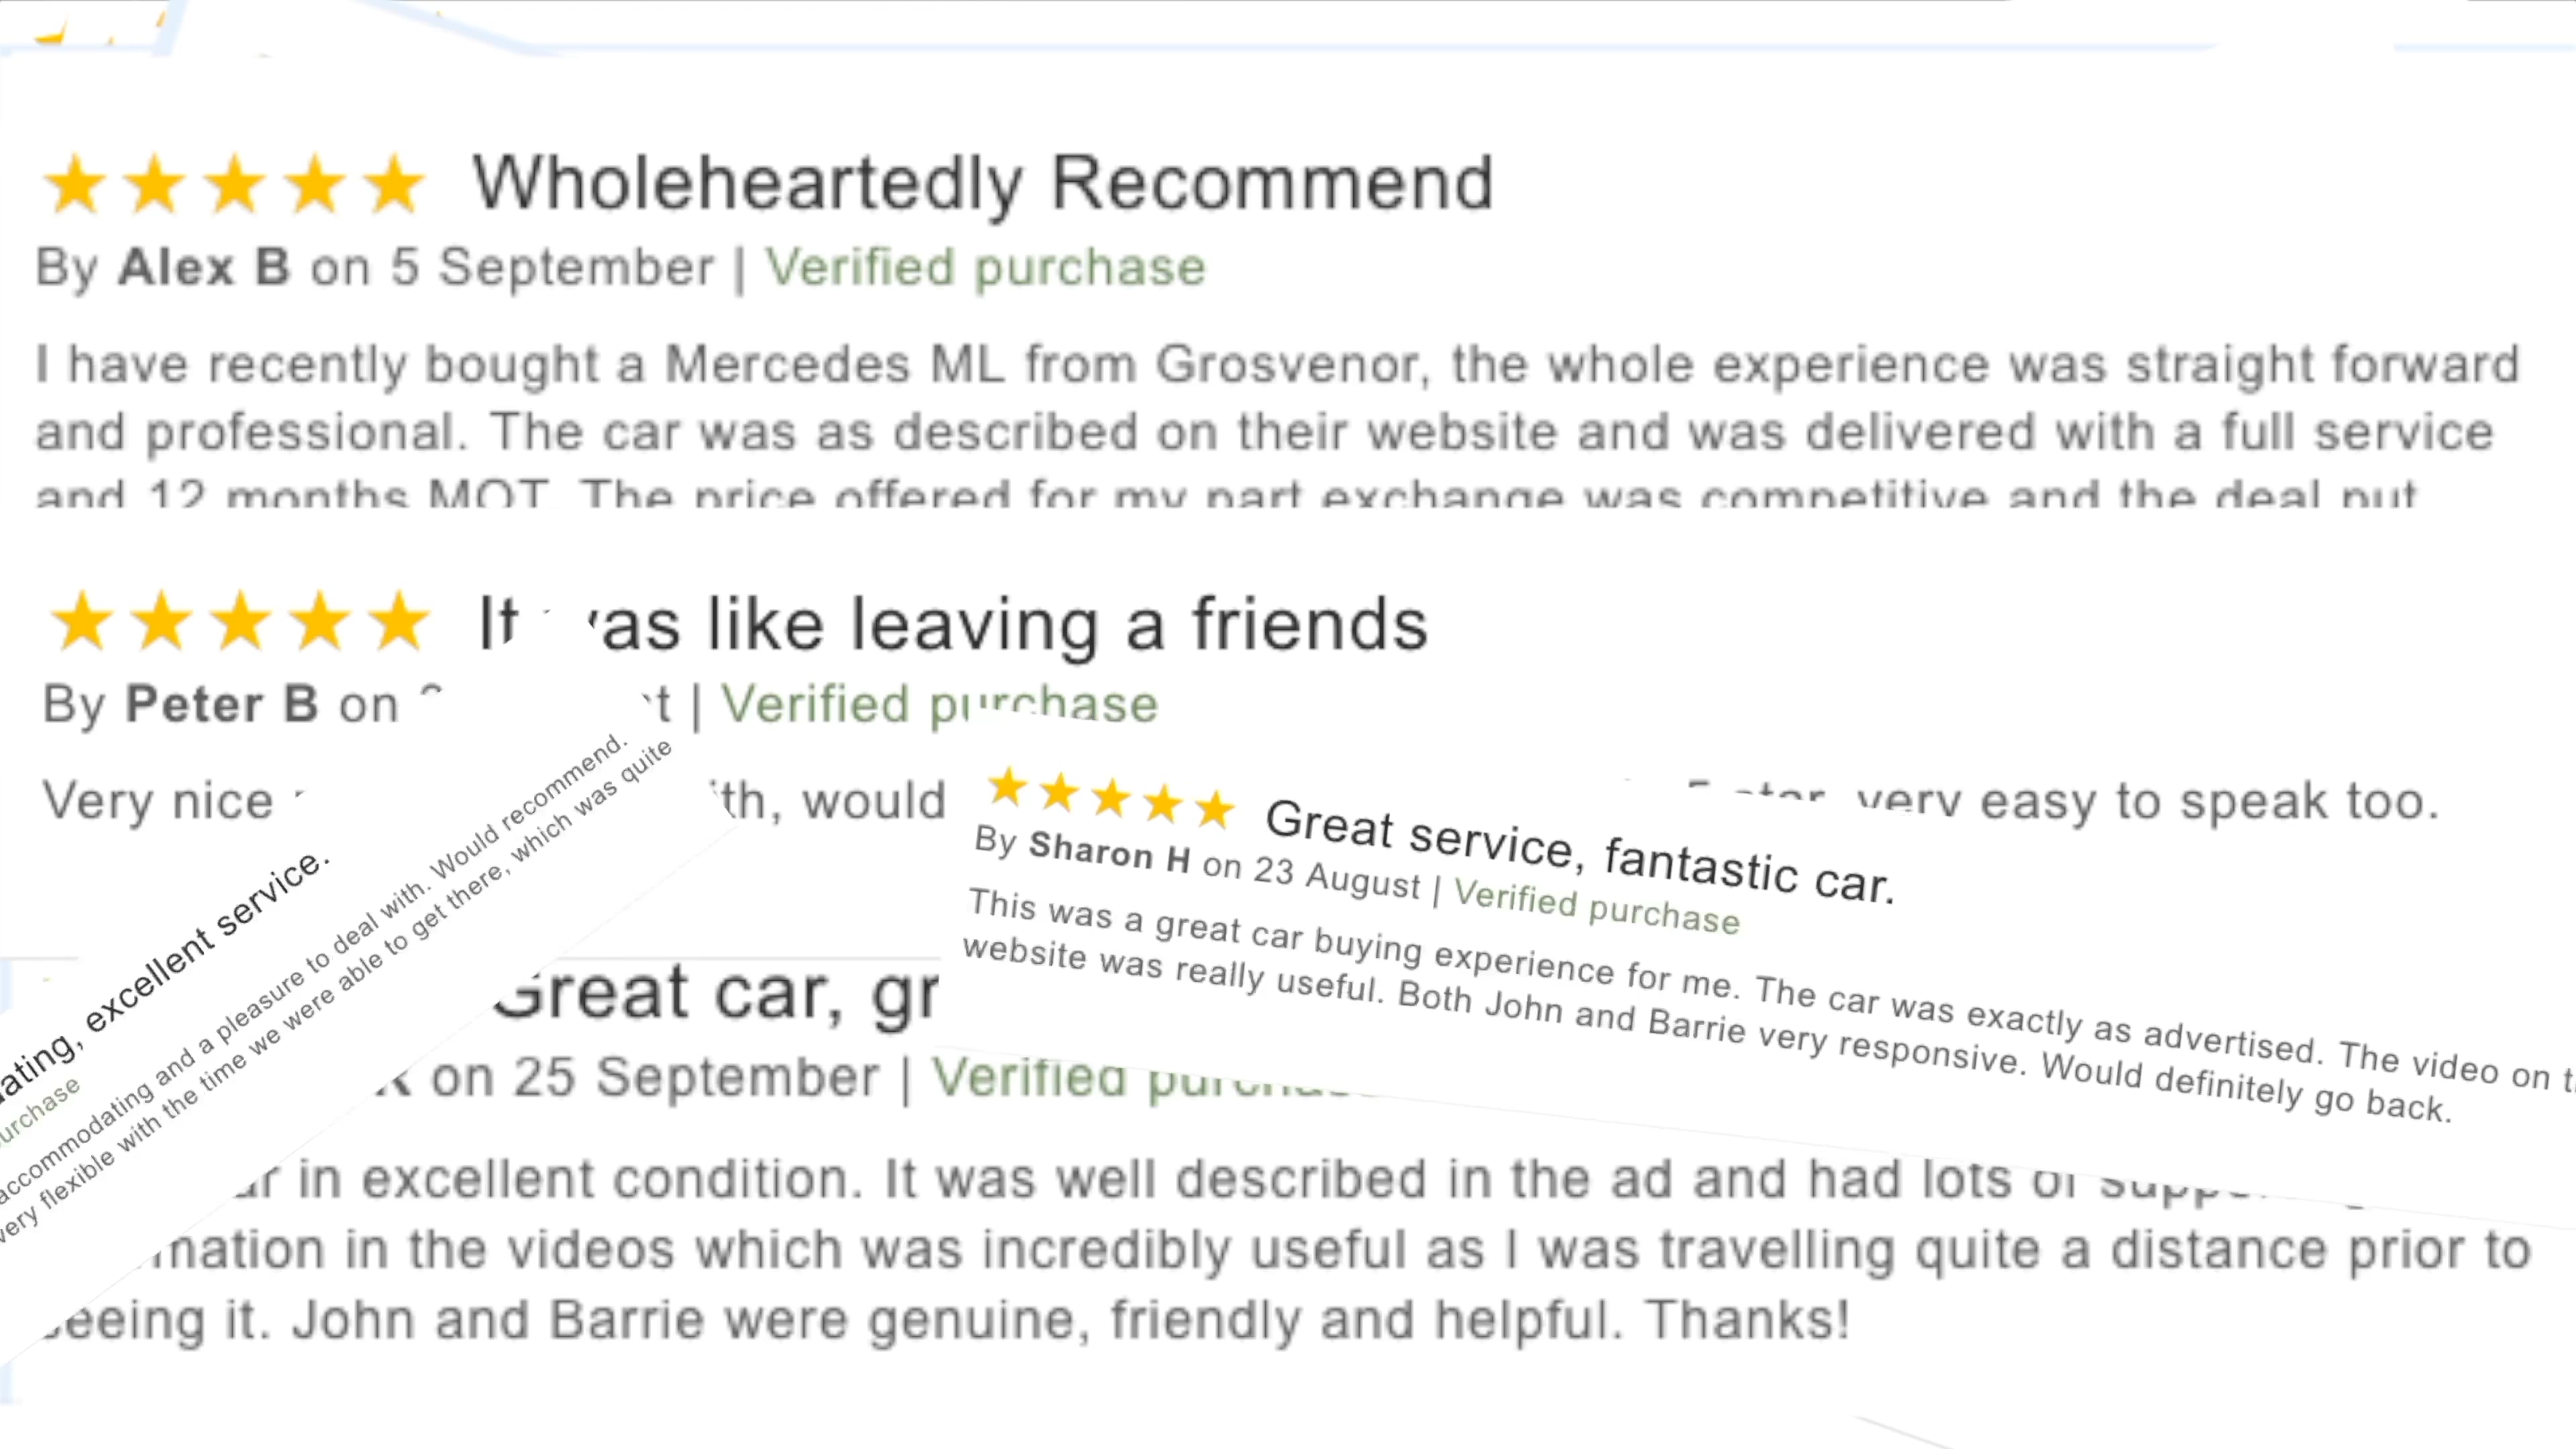 Wholeheartedly Recommend
By Alex B on 5 September | Verified purchase
I have recently bought a Mercedes ML from Grosvenor, the whole experience was straight forward
and professional. The car was as described on their website and was delivered with a full service
and 12 months MOT. The price offered for my part exchange was competitive and the deal put
It was like leaving a friends
By Peter B on | Verified purchase
Very nice would very easy to speak too.
excellent service.
accommodating and a pleasure to deal with. Would recommend.
very flexible with the time we were able to get there, which was quite
Great service, fantastic car.
By Sharon H on 23 August | Verified purchase
This was a great car buying experience for me. The car was exactly as advertised. The video on
website was really useful. Both John and Barrie very responsive. Would definitely go back.
Great car,
on 25 September | Verified purchase
in excellent condition. It was well described in the ad and had lots of
in the videos which was incredibly useful as I was travelling quite a distance prior to
seeing it. John and Barrie were genuine, friendly and helpful. Thanks!